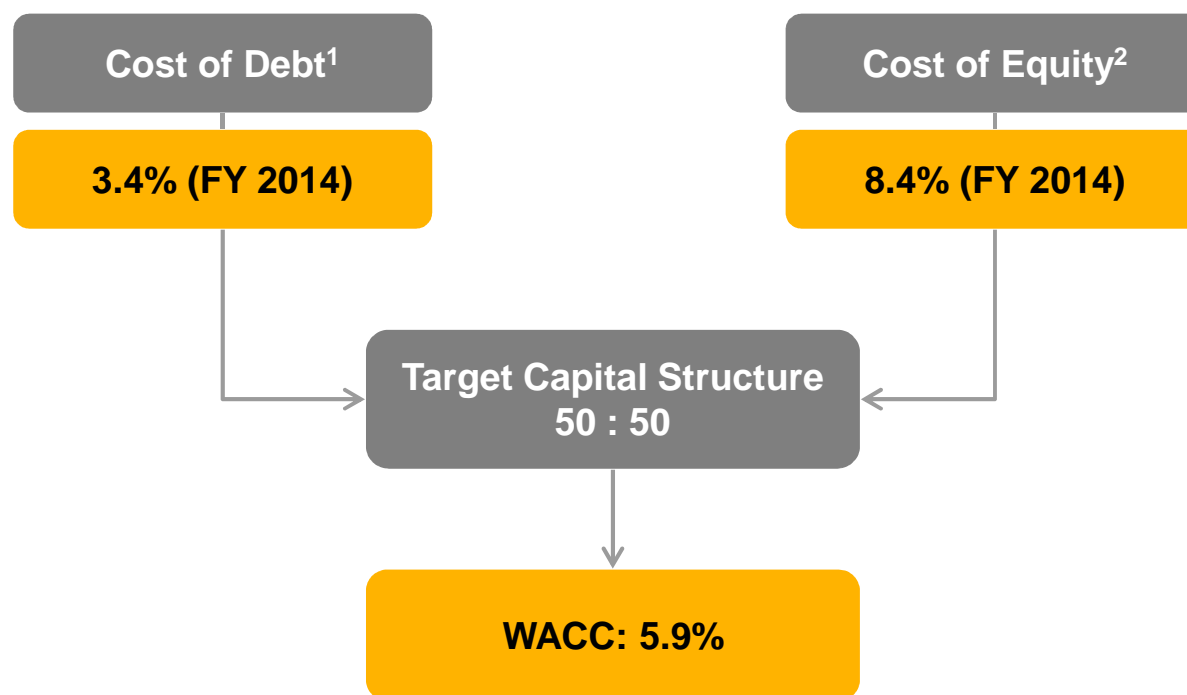 Cost of Debt¹
Cost of Equity²
3.4% (FY 2014)
8.4% (FY 2014)
Target Capital Structure
50 : 50
WACC: 5.9%